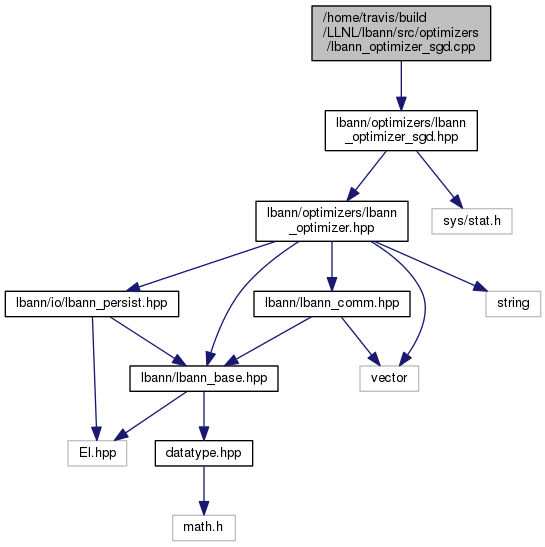 /home/travis/build
/LLNL/lbann/src/optimizers
/lbann_optimizer_sgd.cpp
lbann/optimizers/lbann
_optimizer_sgd.hpp
lbann/optimizers/lbann
_optimizer.hpp
sys/stat.h
lbann/io/lbann_persist.hpp
lbann/lbann_comm.hpp
string
lbann/lbann_base.hpp
vector
El.hpp
datatype.hpp
math.h